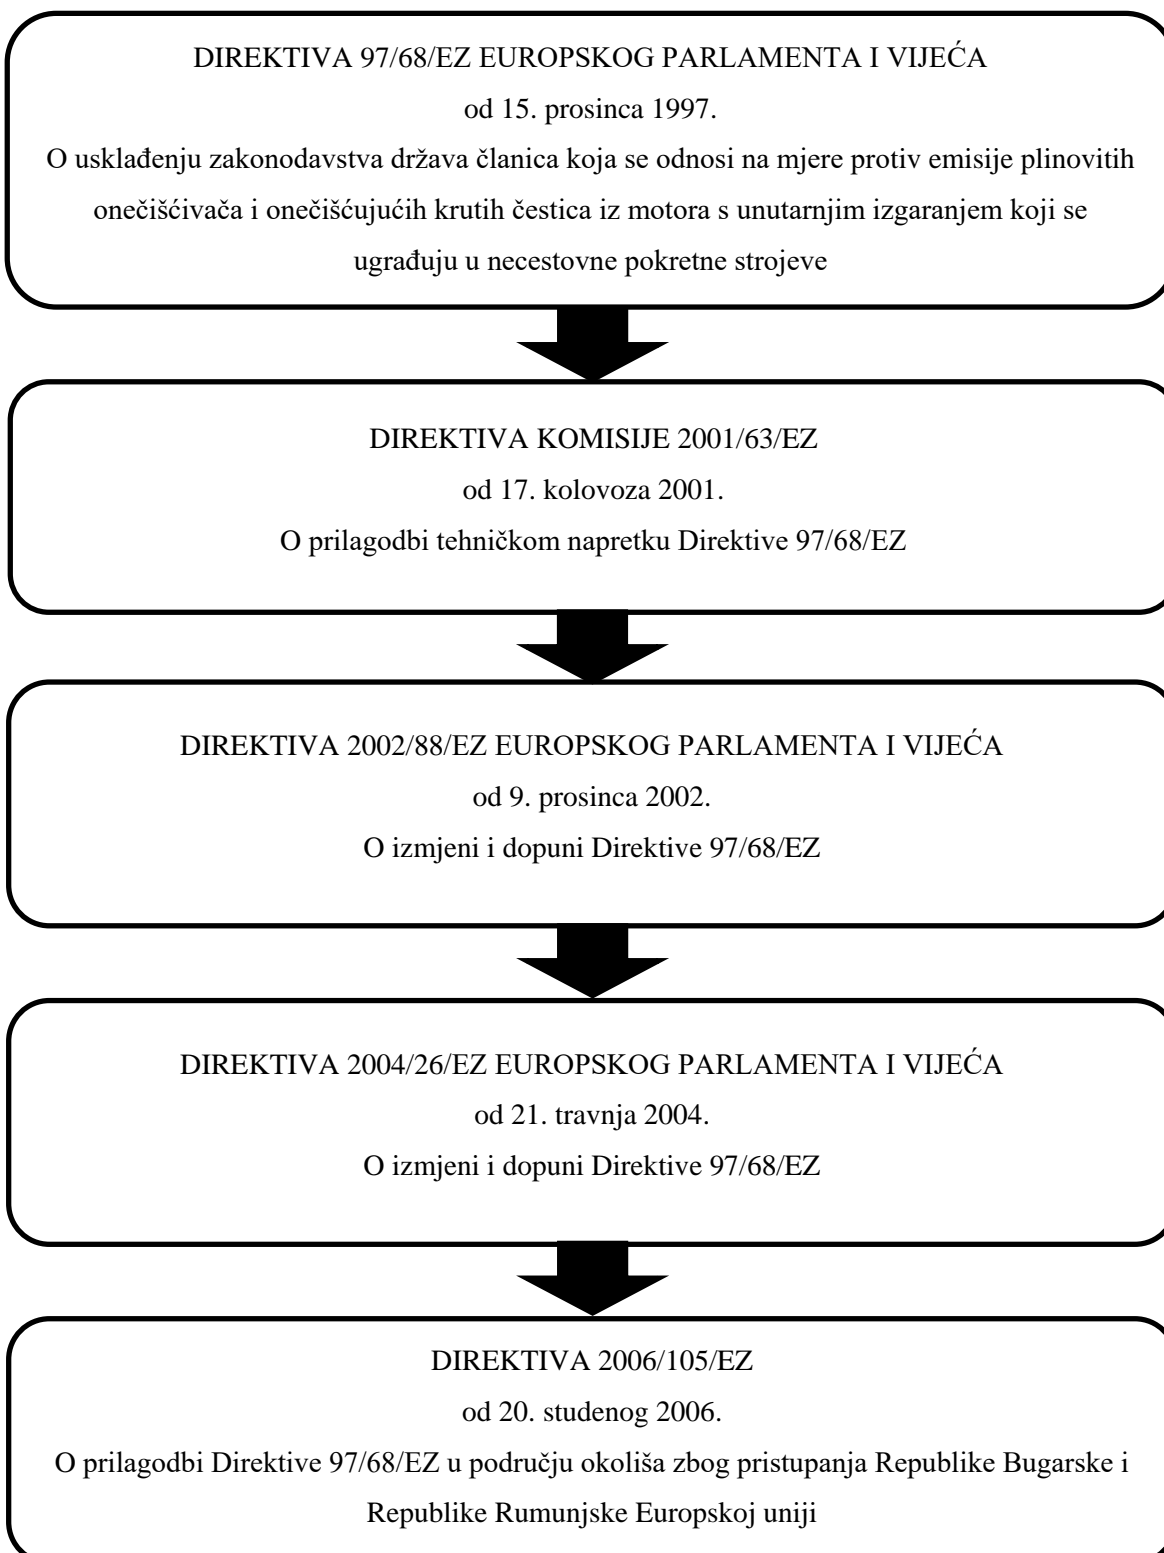 DIREKTIVA 97/68/EZ EUROPSKOG PARLAMENTA I VIJEĆA
od 15. prosinca 1997.
O usklađenju zakonodavstva država članica koja se odnosi na mjere protiv emisije plinovitih
onečišćivača i onečišćujućih krutih čestica iz motora s unutarnjim izgaranjem koji se
ugrađuju u necestovne pokretne strojeve
DIREKTIVA KOMISIJE 2001/63/EZ
od 17. kolovoza 2001.
O prilagodbi tehničkom napretku Direktive 97/68/EZ
DIREKTIVA 2002/88/EZ EUROPSKOG PARLAMENTA I VIJEĆA
od 9. prosinca 2002.
O izmjeni i dopuni Direktive 97/68/EZ
DIREKTIVA 2004/26/EZ EUROPSKOG PARLAMENTA I VIJEĆA
od 21. travnja 2004.
O izmjeni i dopuni Direktive 97/68/EZ
DIREKTIVA 2006/105/EZ
od 20. studenog 2006.
O prilagodbi Direktive 97/68/EZ u području okoliša zbog pristupanja Republike Bugarske i
Republike Rumunjske Europskoj uniji